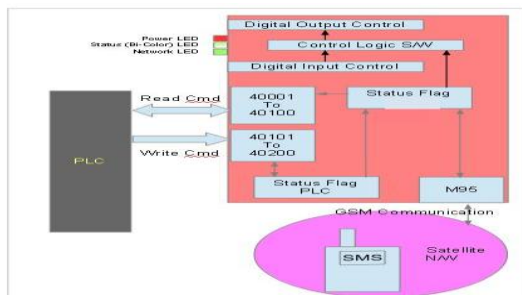 Digital Output Control
Power LED
Status (Bi-Color) LED
Network LED
Control Logic S/W
Digital Input Control
Read Cmd
40001
To
40100
Status Flag
40101
To
40200
PLC
Write Cmd
Status Flag
PLC
M95
GSM Communication
Satellite
N/W
SMS